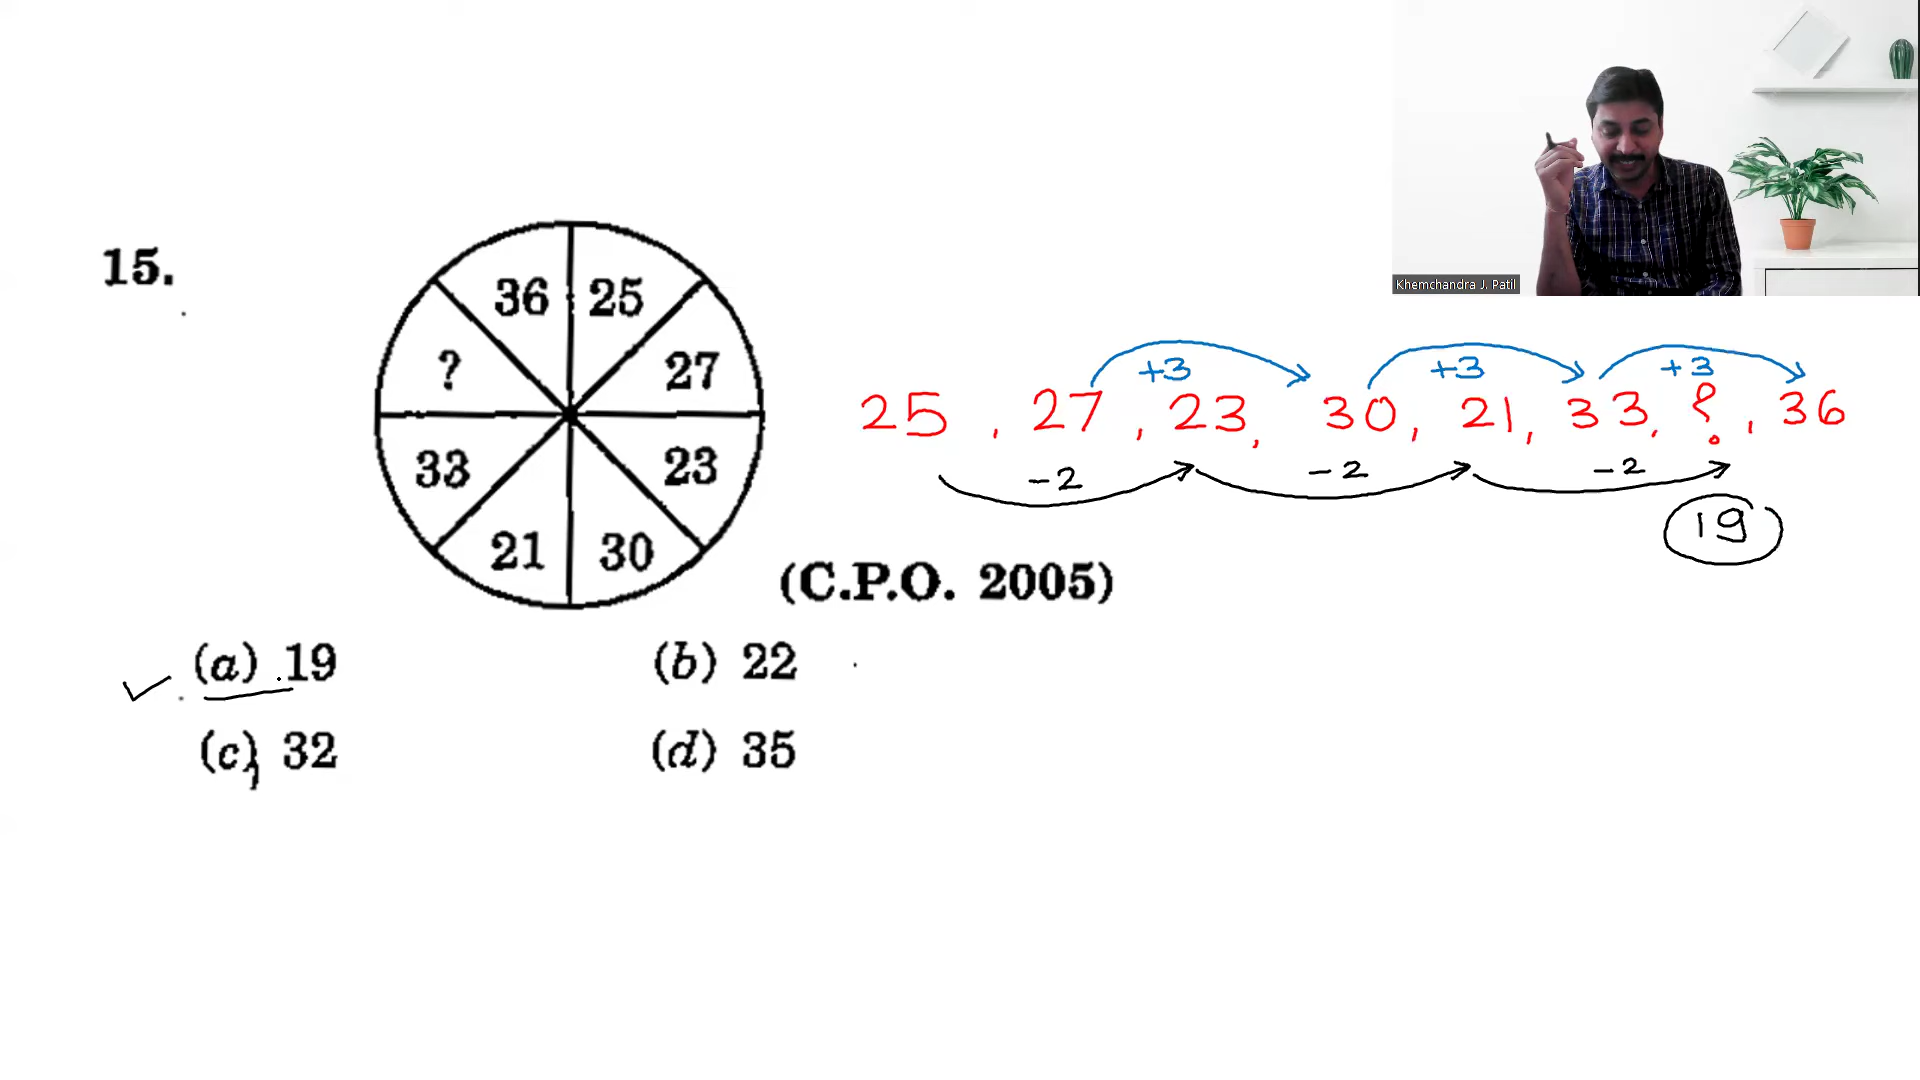 Khemchandra J. Patil
15.
36 25
? 27
33 23
21 30
+3 +3 +3
25, 27, 23, 30, 21, 33, ?, 36
-2 -2 -2
19
(C.P.O. 2005)
(a) 19 (b) 22
(c) 32 (d) 35